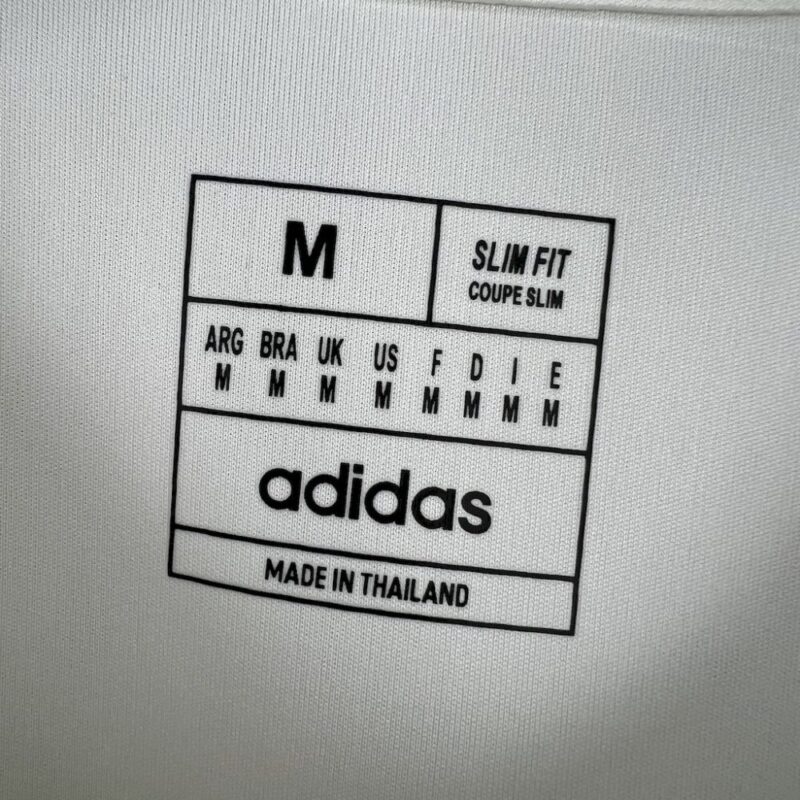 M
SLIM FIT
COUPE SLIM
ARG BRA UK US F D I E
M M M M M M M M
adidas
MADE IN THAILAND